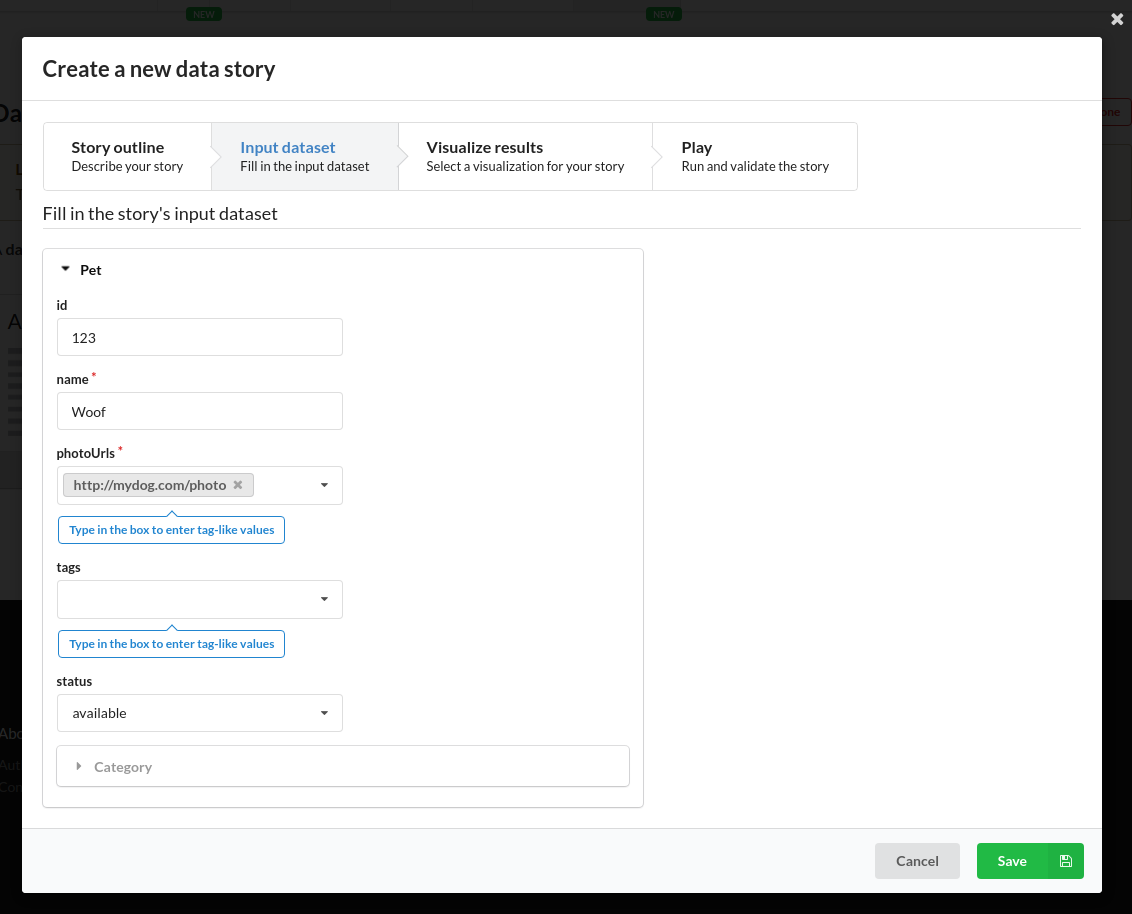 NEW
NEW
Create a new data story
Story outline
Describe your story
Input dataset
Fill in the input dataset
Visualize results
Select a visualization for your story
Play
Run and validate the story
Fill in the story's input dataset
Pet
id
123
name *
Woof
photoUrls *
http://mydog.com/photo
Type in the box to enter tag-like values
tags
Type in the box to enter tag-like values
status
available
Category
Cancel
Save